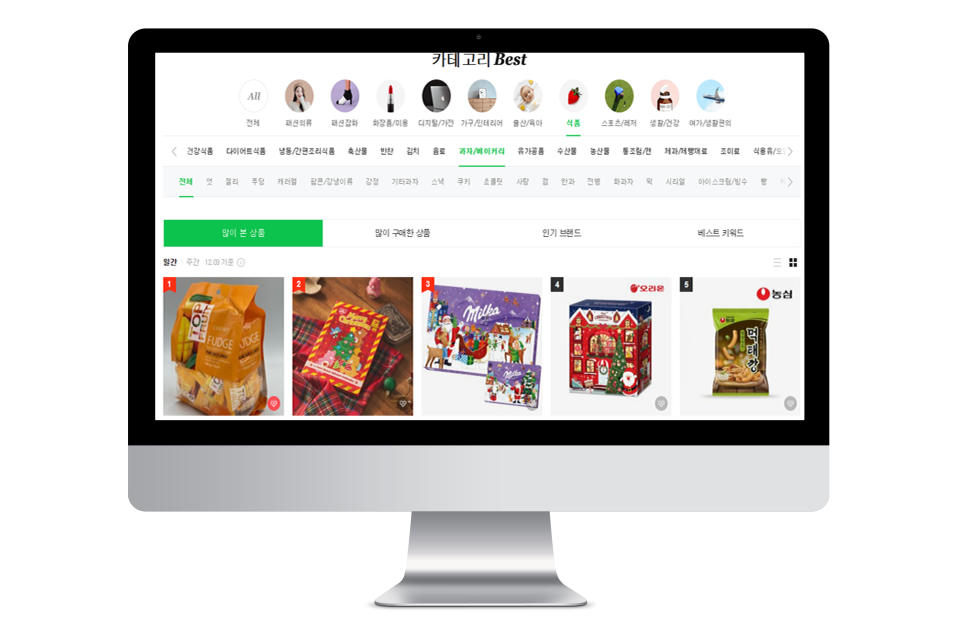 카테고리 Best
All
전체 패션의류 패션잡화 화장품/미용 디지털/가전 가구/인테리어 출산/육아 식품 스포츠/레저 생활/건강 여가/생활편의
건강식품 다이어트식품 냉동/간편조리식품 축산물 반찬 김치 음료 과자/베이커리 유가공품 수산물 농산물 통조림/캔 제과/제빵재료 조미료 식용유/오
전체 엿 젤리 푸딩 캐러멜 팝콘/강냉이류 강정 기타과자 스낵 쿠키 초콜릿 사탕 껌 한과 전병 화과자 떡 시리얼 아이스크림/빙수 빵
많이 본 상품 많이 구매한 상품 인기 브랜드 베스트 키워드
일간 주간 12.09기준
1 2 3 4 5
오리온
농심
TOP
FRUIT
FUDGE
Milka
Milka
농심
먹태깡